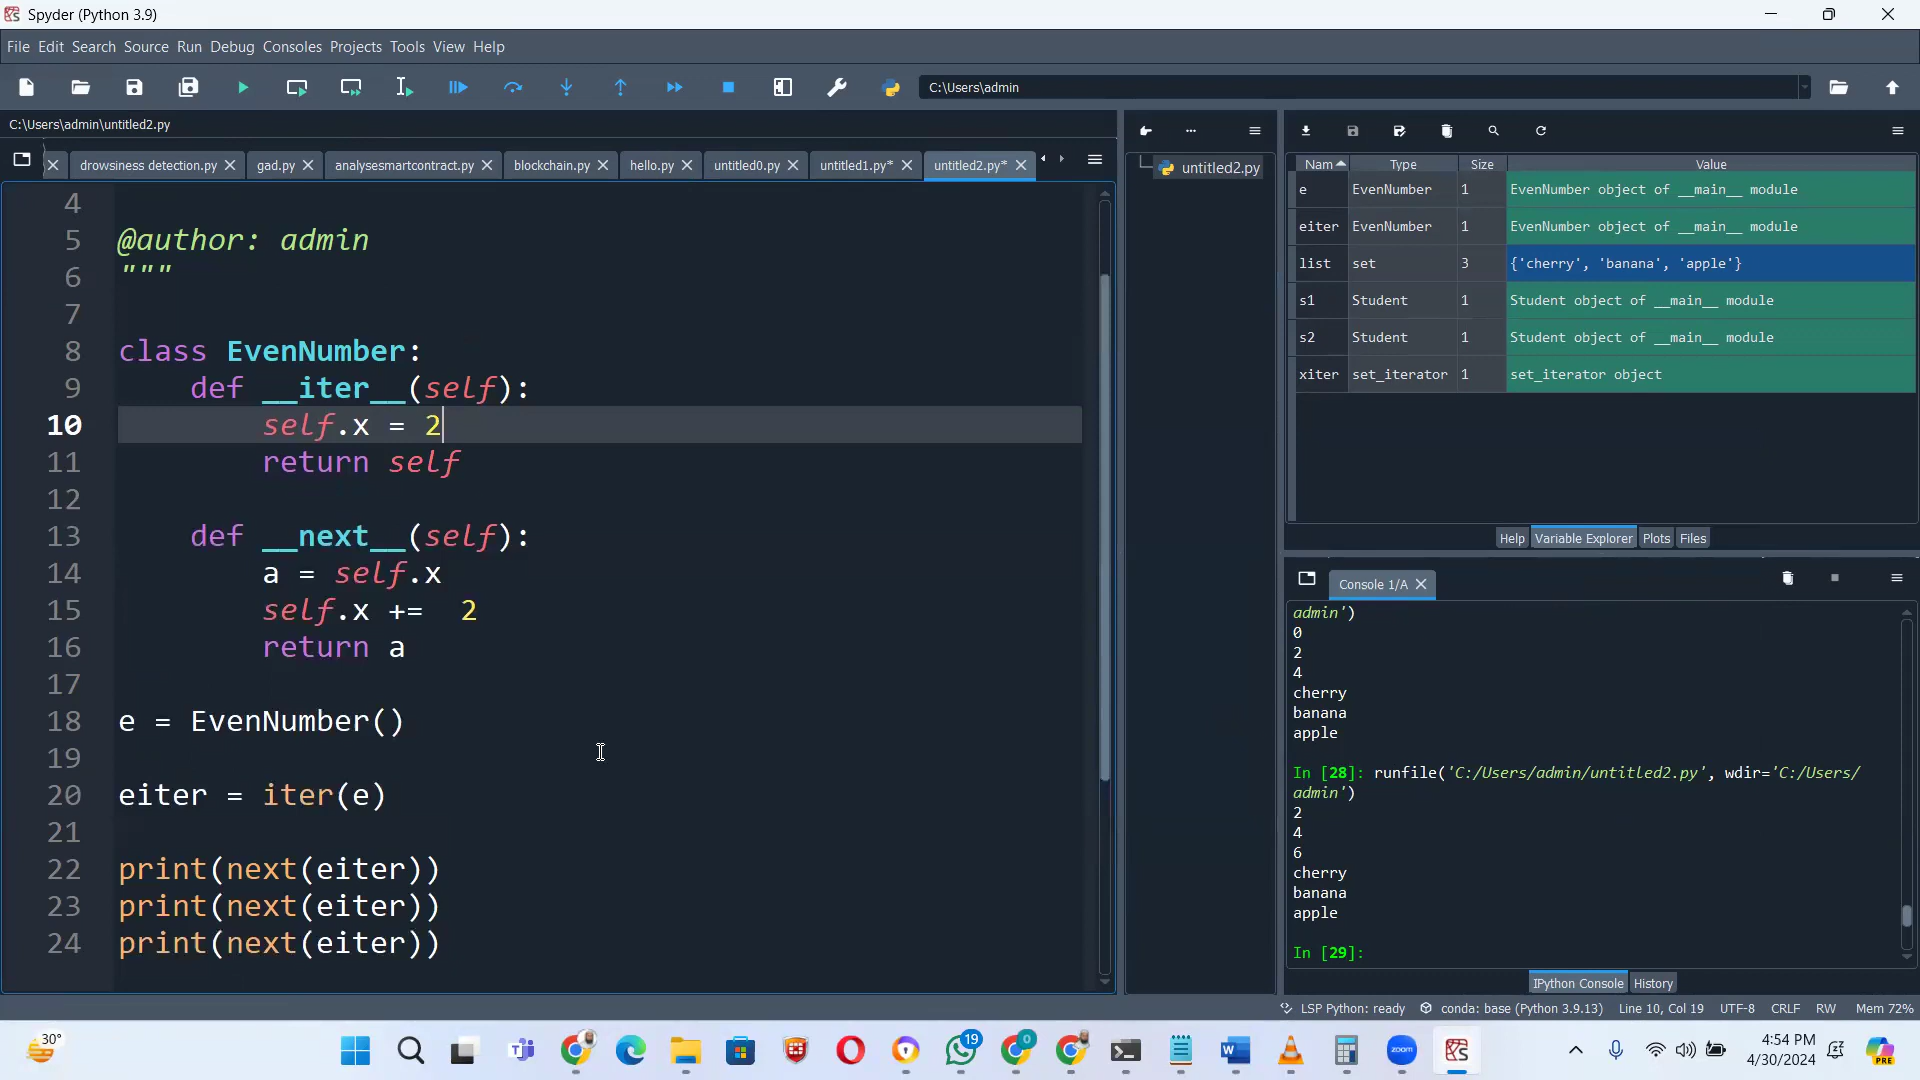 Spyder (Python 3.9)
File Edit Search Source Run Debug Consoles Projects Tools View Help
C:\Users\admin
C:\Users\admin\untitled2.py
drowsiness detection.py gad.py analysesmartcontract.py blockchain.py hello.py untitled0.py untitled1.py* untitled2.py*
4
5 @author: admin
6 """
7
8 class EvenNumber:
9 def __iter__(self):
10 self.x = 2
11 return self
12
13 def __next__(self):
14 a = self.x
15 self.x += 2
16 return a
17
18 e = EvenNumber()
19
20 eiter = iter(e)
21
22 print(next(eiter))
23 print(next(eiter))
24 print(next(eiter))
untitled2.py
Nam Type Size Value
e EvenNumber 1 EvenNumber object of __main__ module
eiter EvenNumber 1 EvenNumber object of __main__ module
list set 3 {'cherry', 'banana', 'apple'}
s1 Student 1 Student object of __main__ module
s2 Student 1 Student object of __main__ module
xiter set_iterator 1 set_iterator object
Help Variable Explorer Plots Files
Console 1/A
admin')
0
2
4
cherry
banana
apple
In [28]: runfile('C:/Users/admin/untitled2.py', wdir='C:/Users/
admin')
2
4
6
cherry
banana
apple
In [29]:
IPython Console History
LSP Python: ready conda: base (Python 3.9.13) Line 10, Col 19 UTF-8 CRLF RW Mem 72%
30°
19
0
zoom
4:54 PM
4/30/2024
PRE